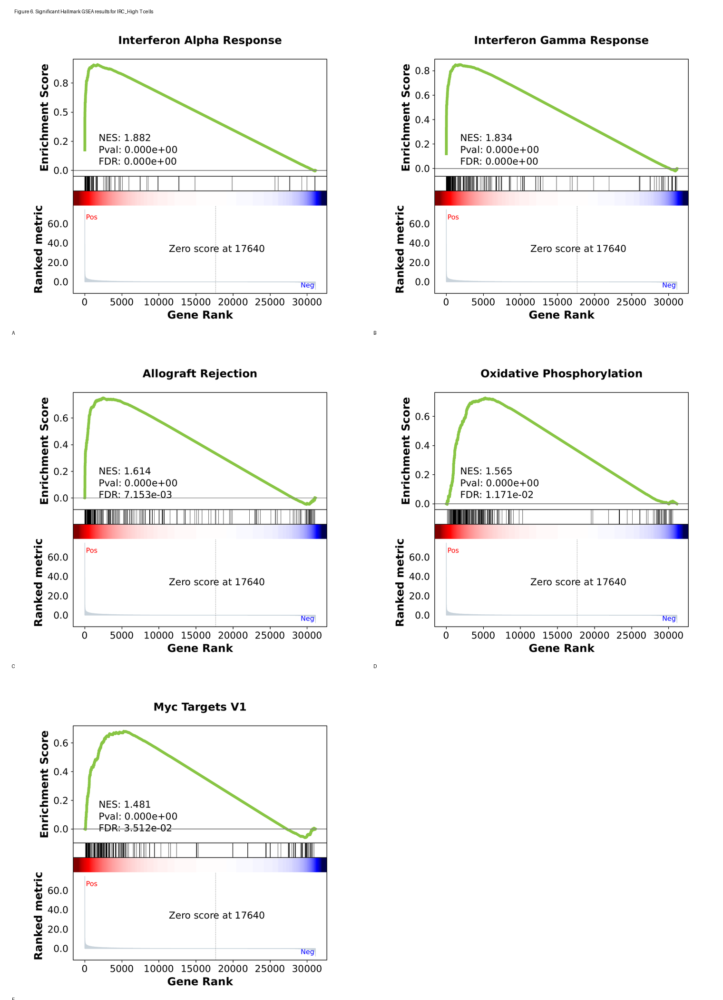 Figure 6. Significant Hallmark GSEA results for IRC_High T cells
Interferon Alpha Response
Enrichment Score
0.8
0.5
0.2
0.0
NES: 1.882
Pval: 0.000e+00
FDR: 0.000e+00
Ranked metric
60.0
40.0
20.0
0.0
Pos
Zero score at 17640
Neg
0 5000 10000 15000 20000 25000 30000
Gene Rank
A
Interferon Gamma Response
Enrichment Score
0.8
0.6
0.4
0.2
0.0
NES: 1.834
Pval: 0.000e+00
FDR: 0.000e+00
Ranked metric
60.0
40.0
20.0
0.0
Pos
Zero score at 17640
Neg
0 5000 10000 15000 20000 25000 30000
Gene Rank
B
Allograft Rejection
Enrichment Score
0.6
0.4
0.2
0.0
NES: 1.614
Pval: 0.000e+00
FDR: 7.153e-03
Ranked metric
60.0
40.0
20.0
0.0
Pos
Zero score at 17640
Neg
0 5000 10000 15000 20000 25000 30000
Gene Rank
C
Oxidative Phosphorylation
Enrichment Score
0.6
0.4
0.2
0.0
NES: 1.565
Pval: 0.000e+00
FDR: 1.171e-02
Ranked metric
60.0
40.0
20.0
0.0
Pos
Zero score at 17640
Neg
0 5000 10000 15000 20000 25000 30000
Gene Rank
D
Myc Targets V1
Enrichment Score
0.6
0.4
0.2
0.0
NES: 1.481
Pval: 0.000e+00
FDR: 3.512e-02
Ranked metric
60.0
40.0
20.0
0.0
Pos
Zero score at 17640
Neg
0 5000 10000 15000 20000 25000 30000
Gene Rank